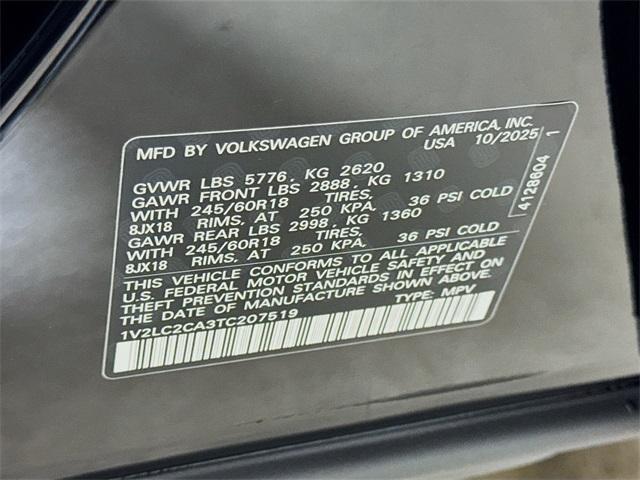 MFD BY VOLKSWAGEN GROUP OF AMERICA, INC.
USA 10/2025
GVWR LBS 5776, KG 2620
GAWR FRONT LBS 2888, KG 1310
WITH 245/60R18 TIRES.
8JX18 RIMS. AT 250 KPA. 36 PSI COLD
GAWR REAR LBS 2998, KG 1360
WITH 245/60R18 TIRES.
8JX18 RIMS. AT 250 KPA. 36 PSI COLD
THIS VEHICLE CONFORMS TO ALL APPLICABLE
U.S. FEDERAL MOTOR VEHICLE SAFETY AND
THEFT PREVENTION STANDARDS IN EFFECT ON
THE DATE OF MANUFACTURE SHOWN ABOVE.
1V2LC2CA3TC207519 TYPE: MPV
4128604 1